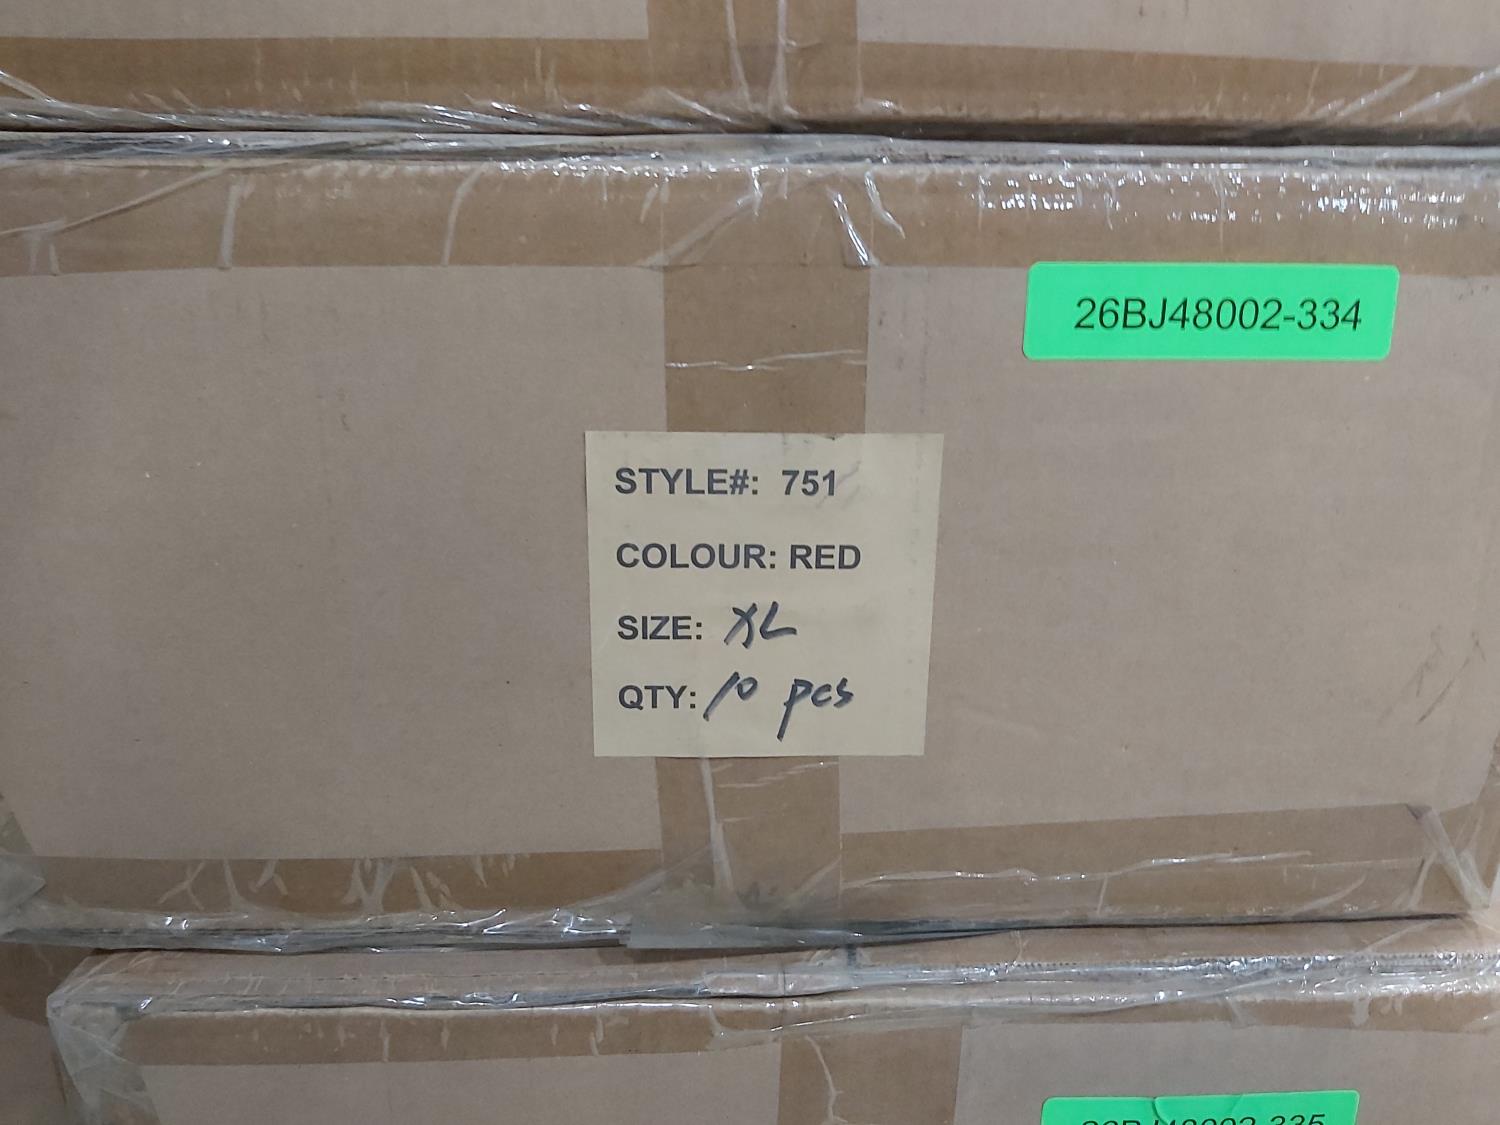 26BJ48002-334
STYLE#: 751
COLOUR: RED
SIZE: XL
QTY: 10 pcs